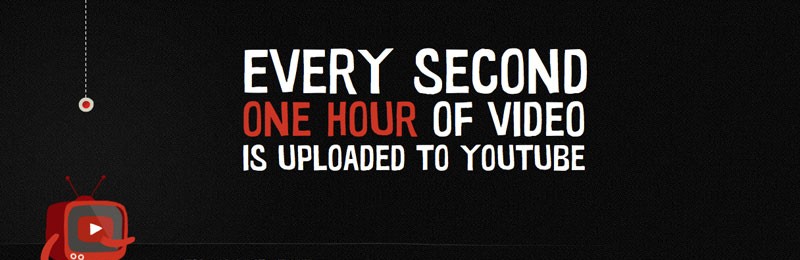 EVERY SECOND
ONE HOUR OF VIDEO
IS UPLOADED TO YOUTUBE